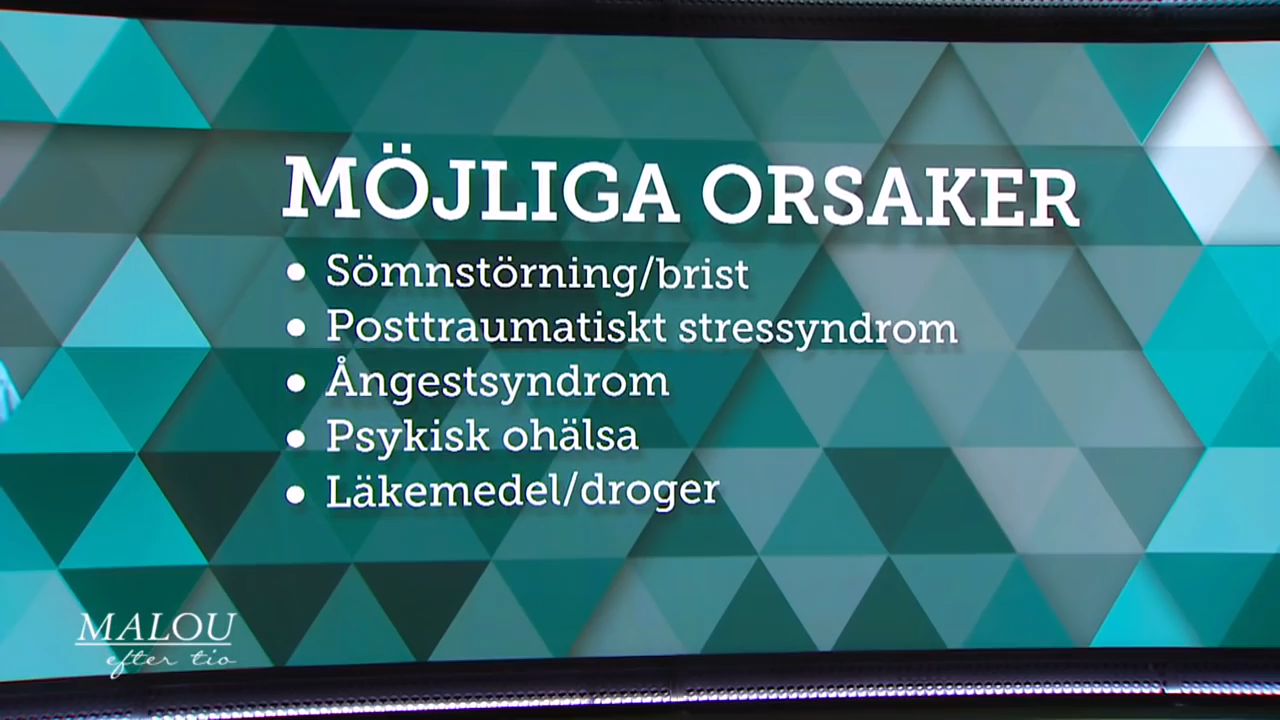 MÖJLIGA ORSAKER
• Sömnstörning/brist
• Posttraumatiskt stressyndrom
• Ångestsyndrom
• Psykisk ohälsa
• Läkemedel/droger
MALOU
efter tio